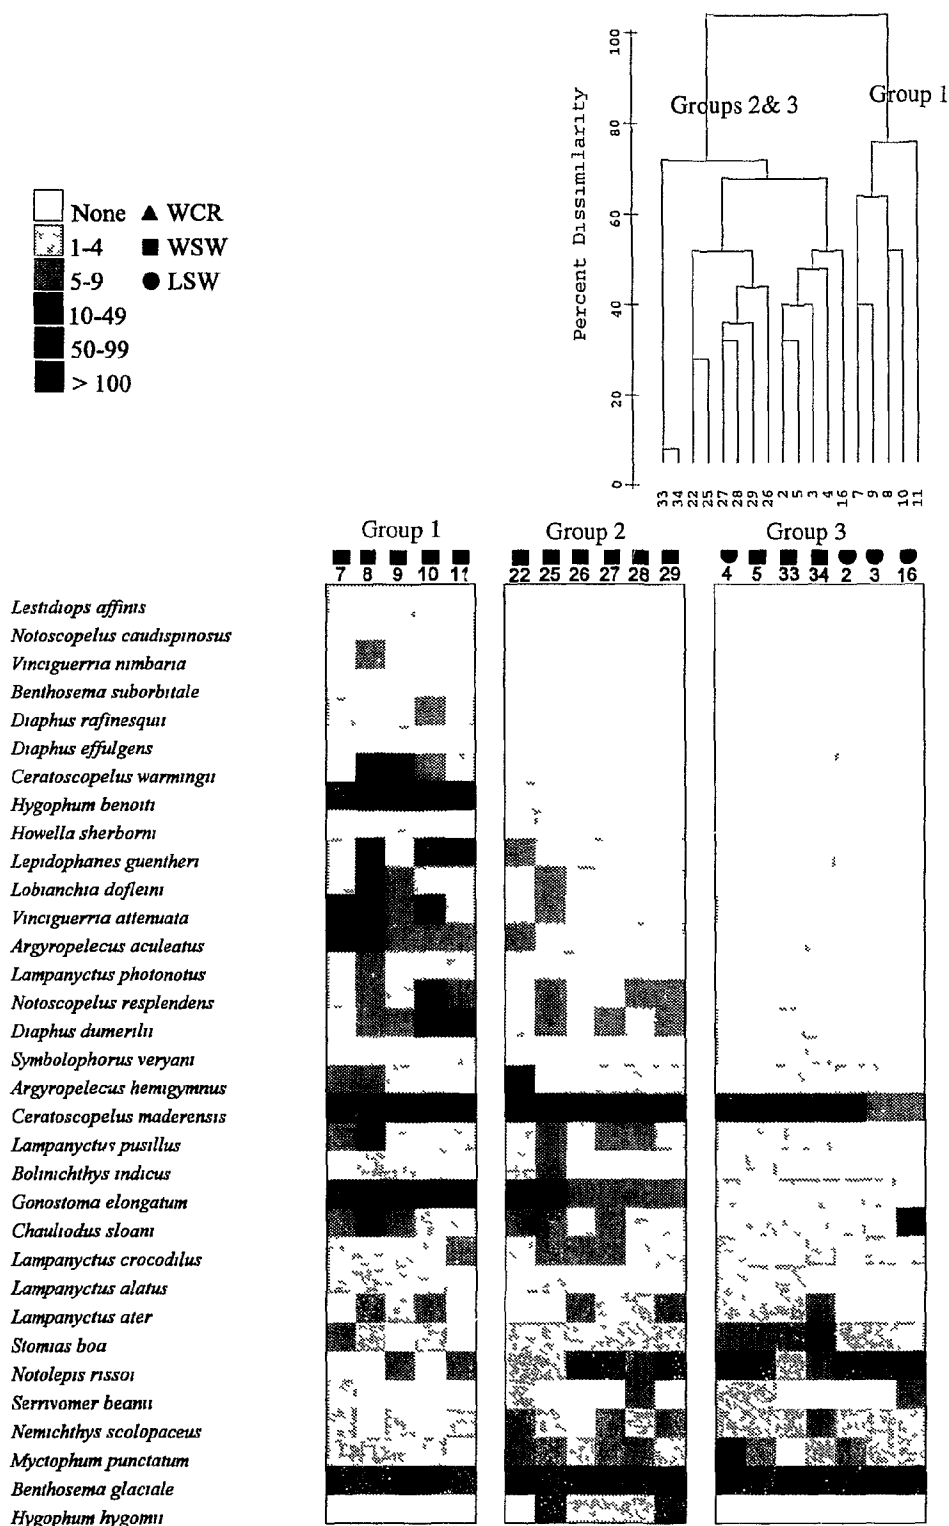 100
80
60
40
20
0
Percent Dissimilarity
Groups 2& 3
Group 1
None
1-4
5-9
10-49
50-99
> 100
WCR
WSW
LSW
33 34 22 25 27 28 29 26 2 5 3 4 16 7 9 8 10 11
Group 1 Group 2 Group 3
7 8 9 10 11 22 25 26 27 28 29 4 5 33 34 2 3 16
Lestidiops affinis
Notoscopelus caudispinosus
Vinciguerria nimbaria
Benthosema suborbitale
Diaphus rafinesquii
Diaphus effulgens
Ceratoscopelus warmingii
Hygophum benoiti
Howella sherborni
Lepidophanes guentheri
Lobianchia dofleini
Vinciguerria attenuata
Argyropelecus aculeatus
Lampanyctus photonotus
Notoscopelus resplendens
Diaphus dumerilii
Symbolophorus veryani
Argyropelecus hemigymnus
Ceratoscopelus maderensis
Lampanyctus pusillus
Bolinichthys indicus
Gonostoma elongatum
Chauliodus sloani
Lampanyctus crocodilus
Lampanyctus alatus
Lampanyctus ater
Stomias boa
Notolepis rissoi
Serrivomer beanii
Nemichthys scolopaceus
Myctophum punctatum
Benthosema glaciale
Hygophum hygomii